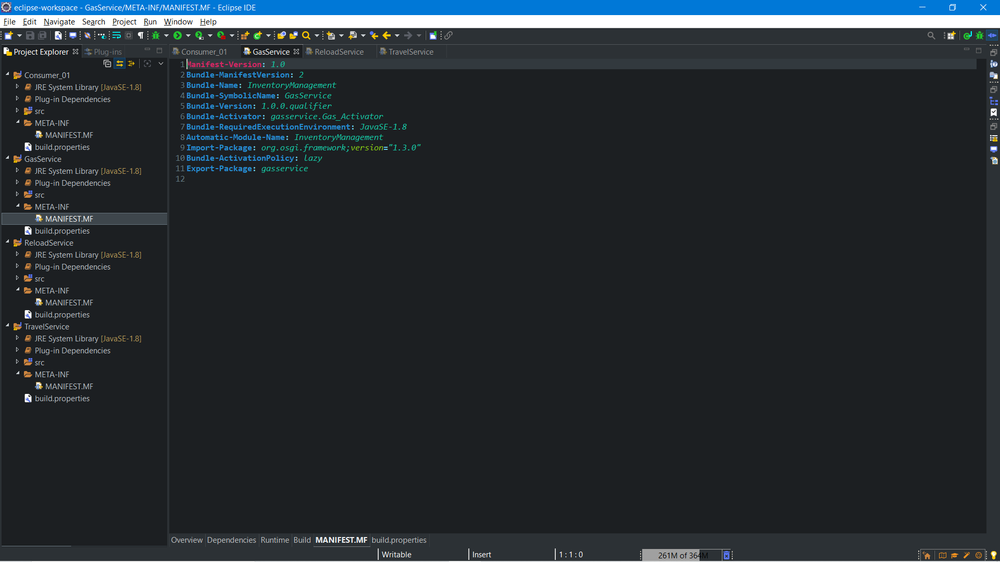 eclipse-workspace - GasService/META-INF/MANIFEST.MF - Eclipse IDE
File Edit Navigate Search Project Run Window Help
Project Explorer Plug-ins
Consumer_01 GasService ReloadService TravelService
Consumer_01
JRE System Library [JavaSE-1.8]
Plug-in Dependencies
src
META-INF
MANIFEST.MF
build.properties
GasService
JRE System Library [JavaSE-1.8]
Plug-in Dependencies
src
META-INF
MANIFEST.MF
build.properties
ReloadService
JRE System Library [JavaSE-1.8]
Plug-in Dependencies
src
META-INF
MANIFEST.MF
build.properties
TravelService
JRE System Library [JavaSE-1.8]
Plug-in Dependencies
src
META-INF
MANIFEST.MF
build.properties
1 Manifest-Version: 1.0
2 Bundle-ManifestVersion: 2
3 Bundle-Name: InventoryManagement
4 Bundle-SymbolicName: GasService
5 Bundle-Version: 1.0.0.qualifier
6 Bundle-Activator: gasservice.Gas_Activator
7 Bundle-RequiredExecutionEnvironment: JavaSE-1.8
8 Automatic-Module-Name: InventoryManagement
9 Import-Package: org.osgi.framework;version="1.3.0"
10 Bundle-ActivationPolicy: lazy
11 Export-Package: gasservice
12
Overview Dependencies Runtime Build MANIFEST.MF build.properties
Writable Insert 1 : 1 : 0 261M of 364M